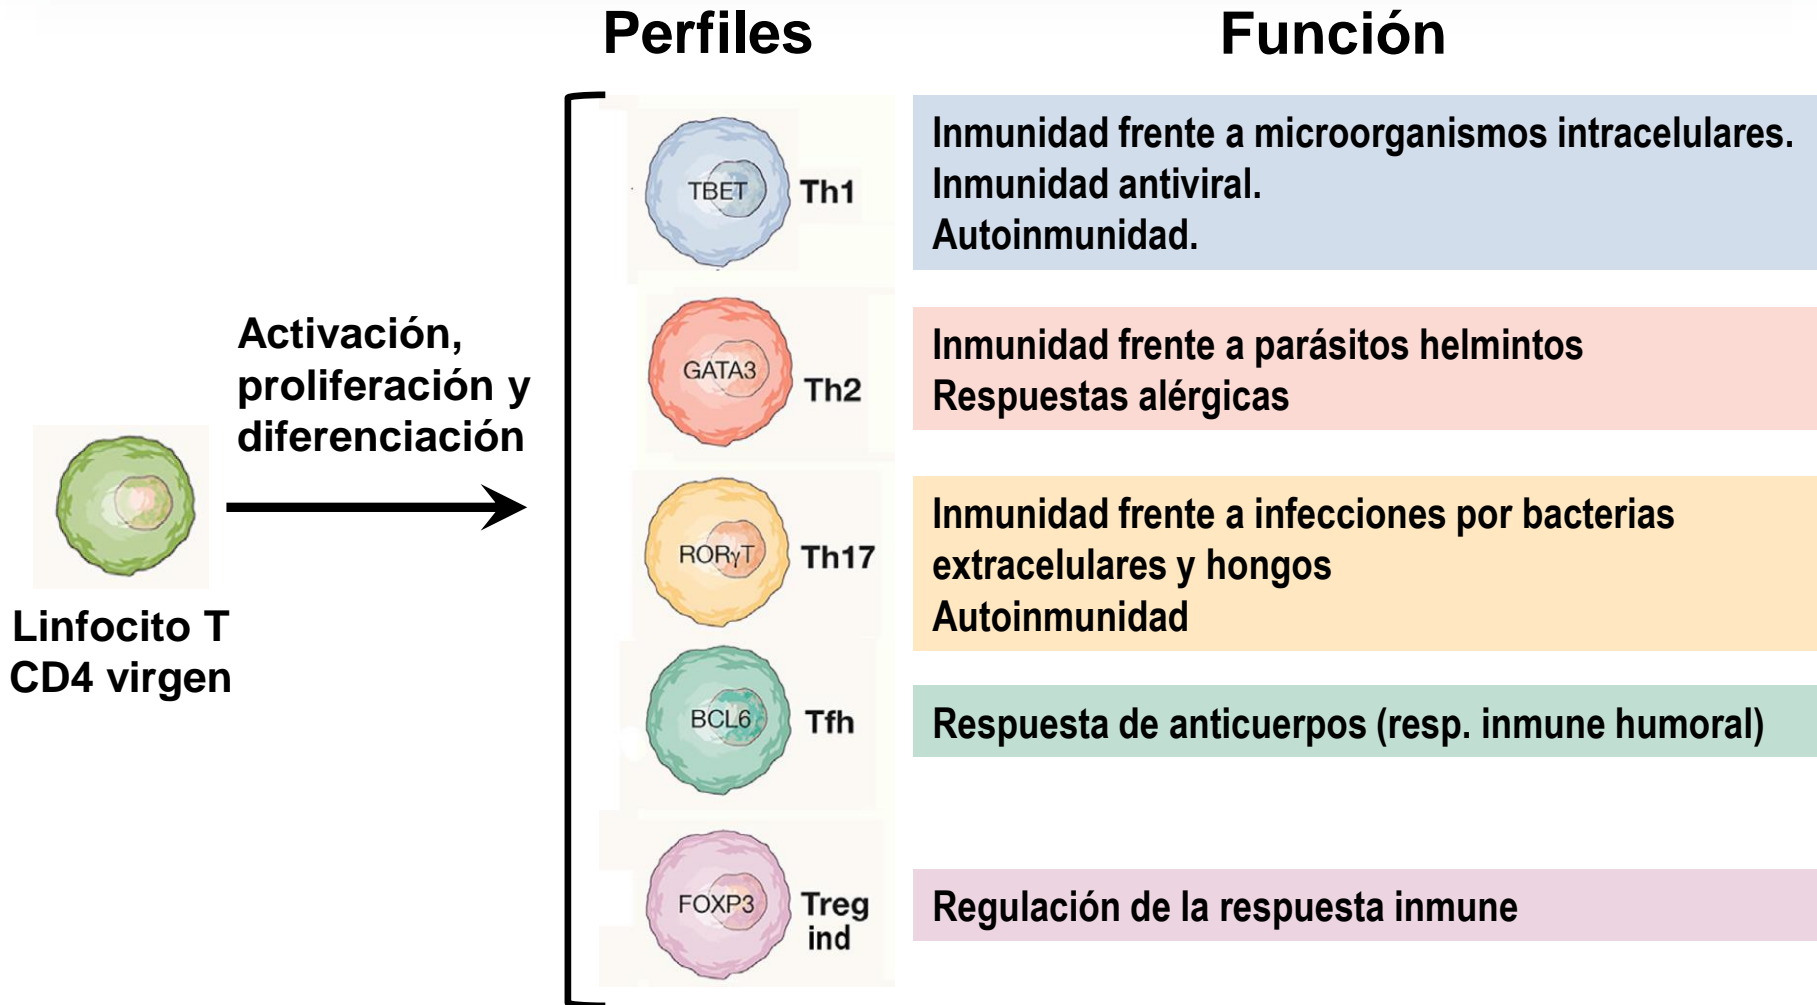 Perfiles
Función
TBET
Th1
Inmunidad frente a microorganismos intracelulares.
Inmunidad antiviral.
Autoinmunidad.
Activación,
proliferación y
diferenciación
GATA3
Th2
Inmunidad frente a parásitos helmintos
Respuestas alérgicas
Linfocito T
CD4 virgen
RORγT
Th17
Inmunidad frente a infecciones por bacterias
extracelulares y hongos
Autoinmunidad
BCL6
Tfh
Respuesta de anticuerpos (resp. inmune humoral)
FOXP3
Treg
ind
Regulación de la respuesta inmune